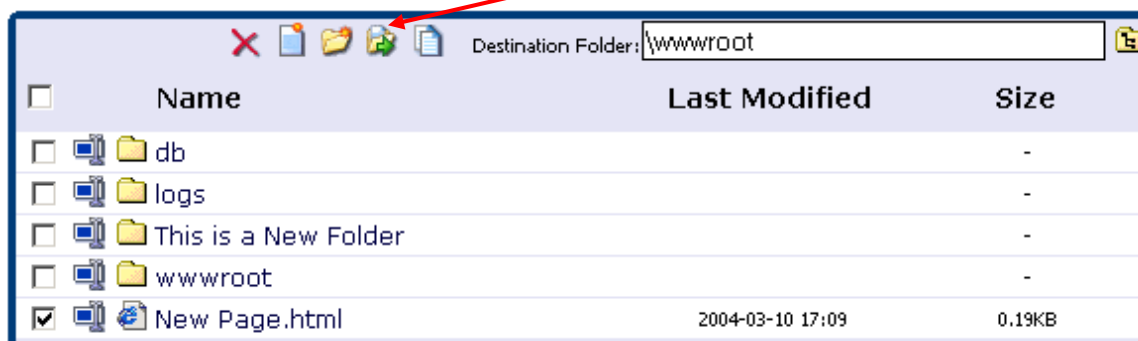 Destination Folder: \wwwroot
Name Last Modified Size
db -
logs -
This is a New Folder -
wwwroot -
New Page.html 2004-03-10 17:09 0.19KB